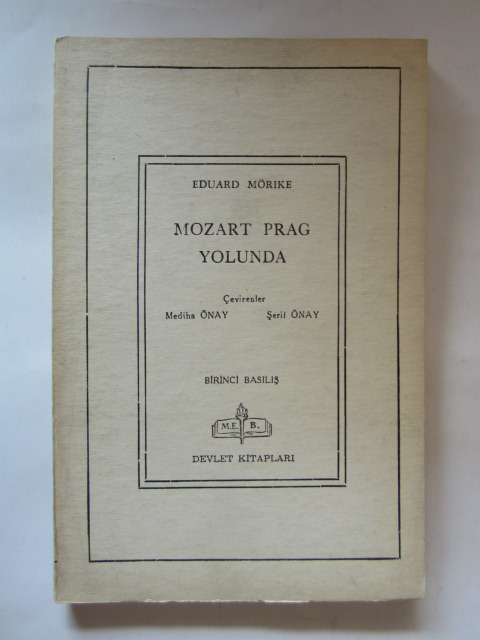 EDUARD MÖRIKE
MOZART PRAG
YOLUNDA
Çevirenler
Mediha ÖNAY Şerif ÖNAY
BİRİNCİ BASILIŞ
M.E. B.
DEVLET KİTAPLARI